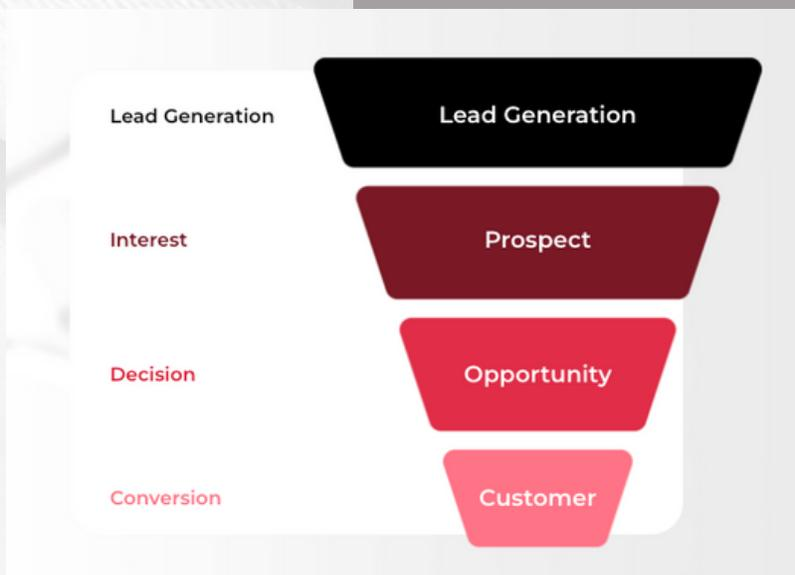 Lead Generation
Lead Generation
Interest
Prospect
Decision
Opportunity
Conversion
Customer